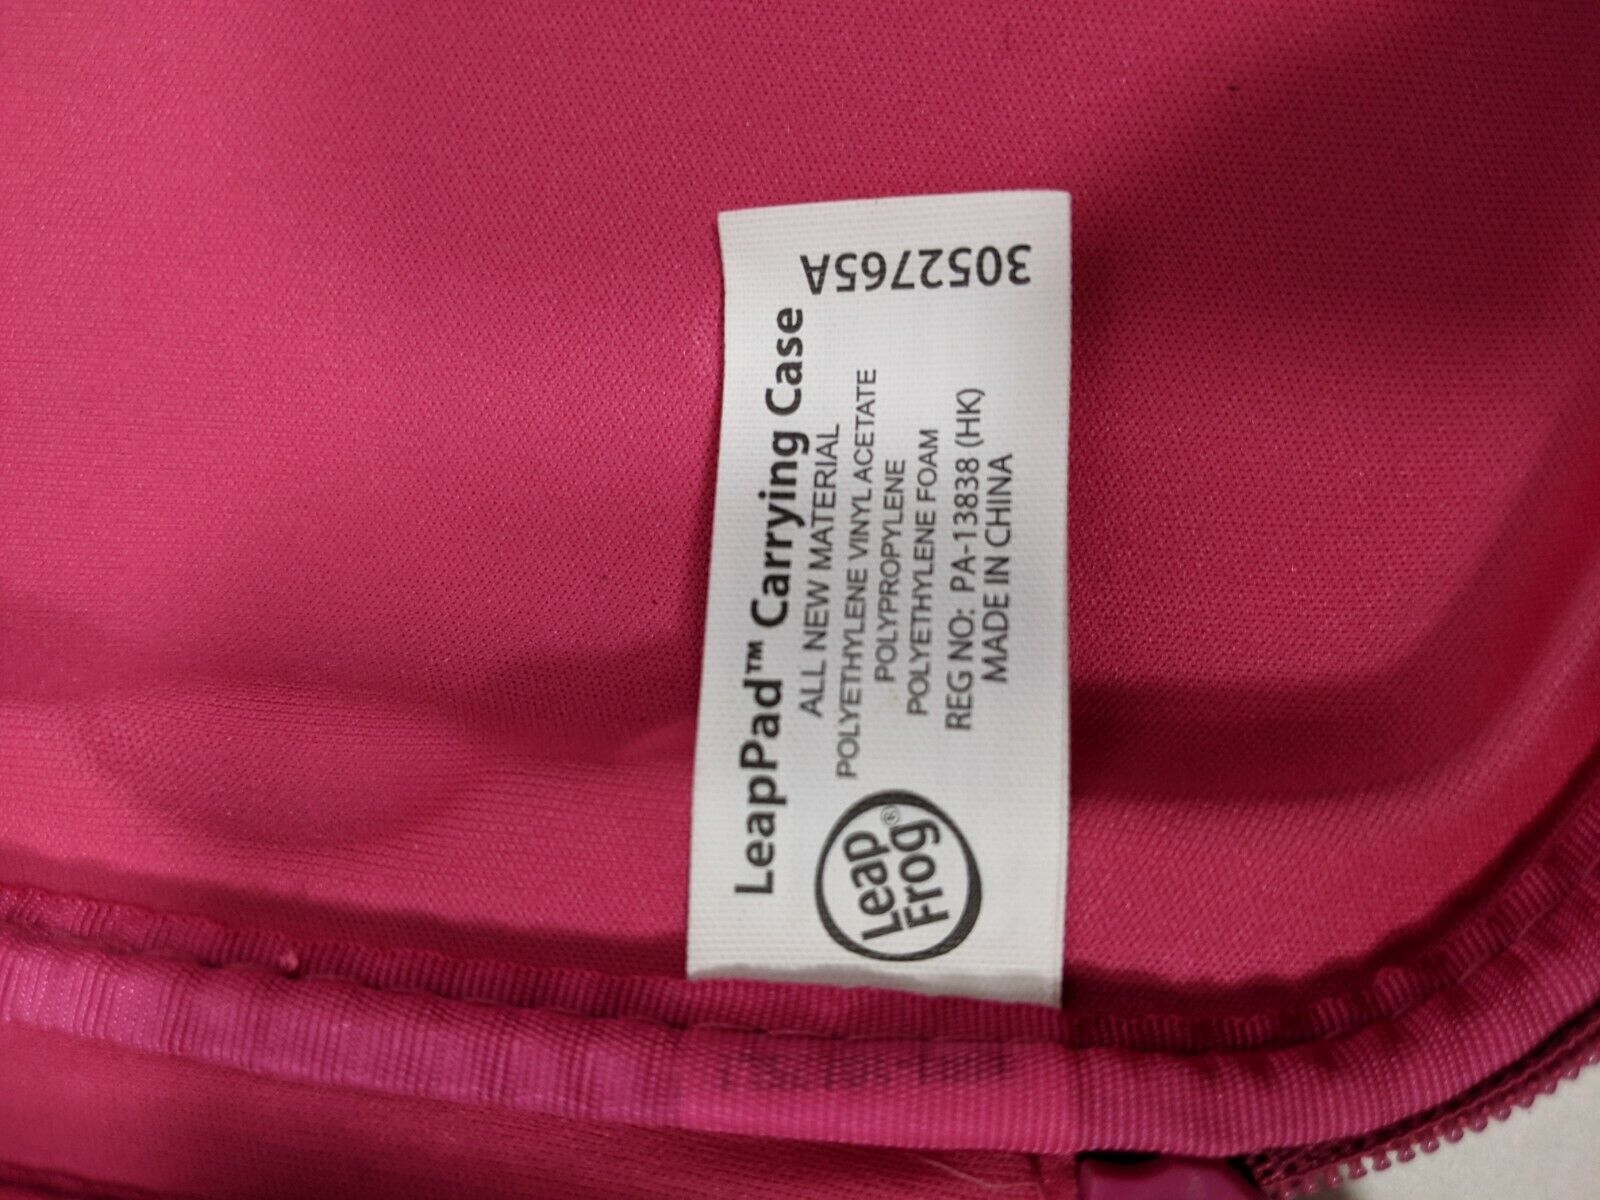 LeapPad™ Carrying Case
ALL NEW MATERIAL
POLYETHYLENE VINYL ACETATE
POLYPROPYLENE
POLYETHYLENE FOAM
REG NO: PA-13838 (HK)
MADE IN CHINA
Leap
Frog®
3052765A